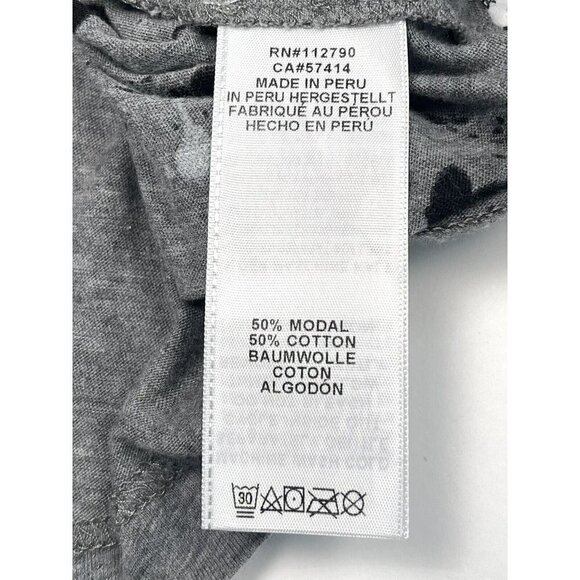 RN#112790
CA#57414
MADE IN PERU
IN PERU HERGESTELLT
FABRIQUÉ AU PÉROU
HECHO EN PERÚ
50% MODAL
50% COTTON
BAUMWOLLE
COTON
ALGODÓN
30